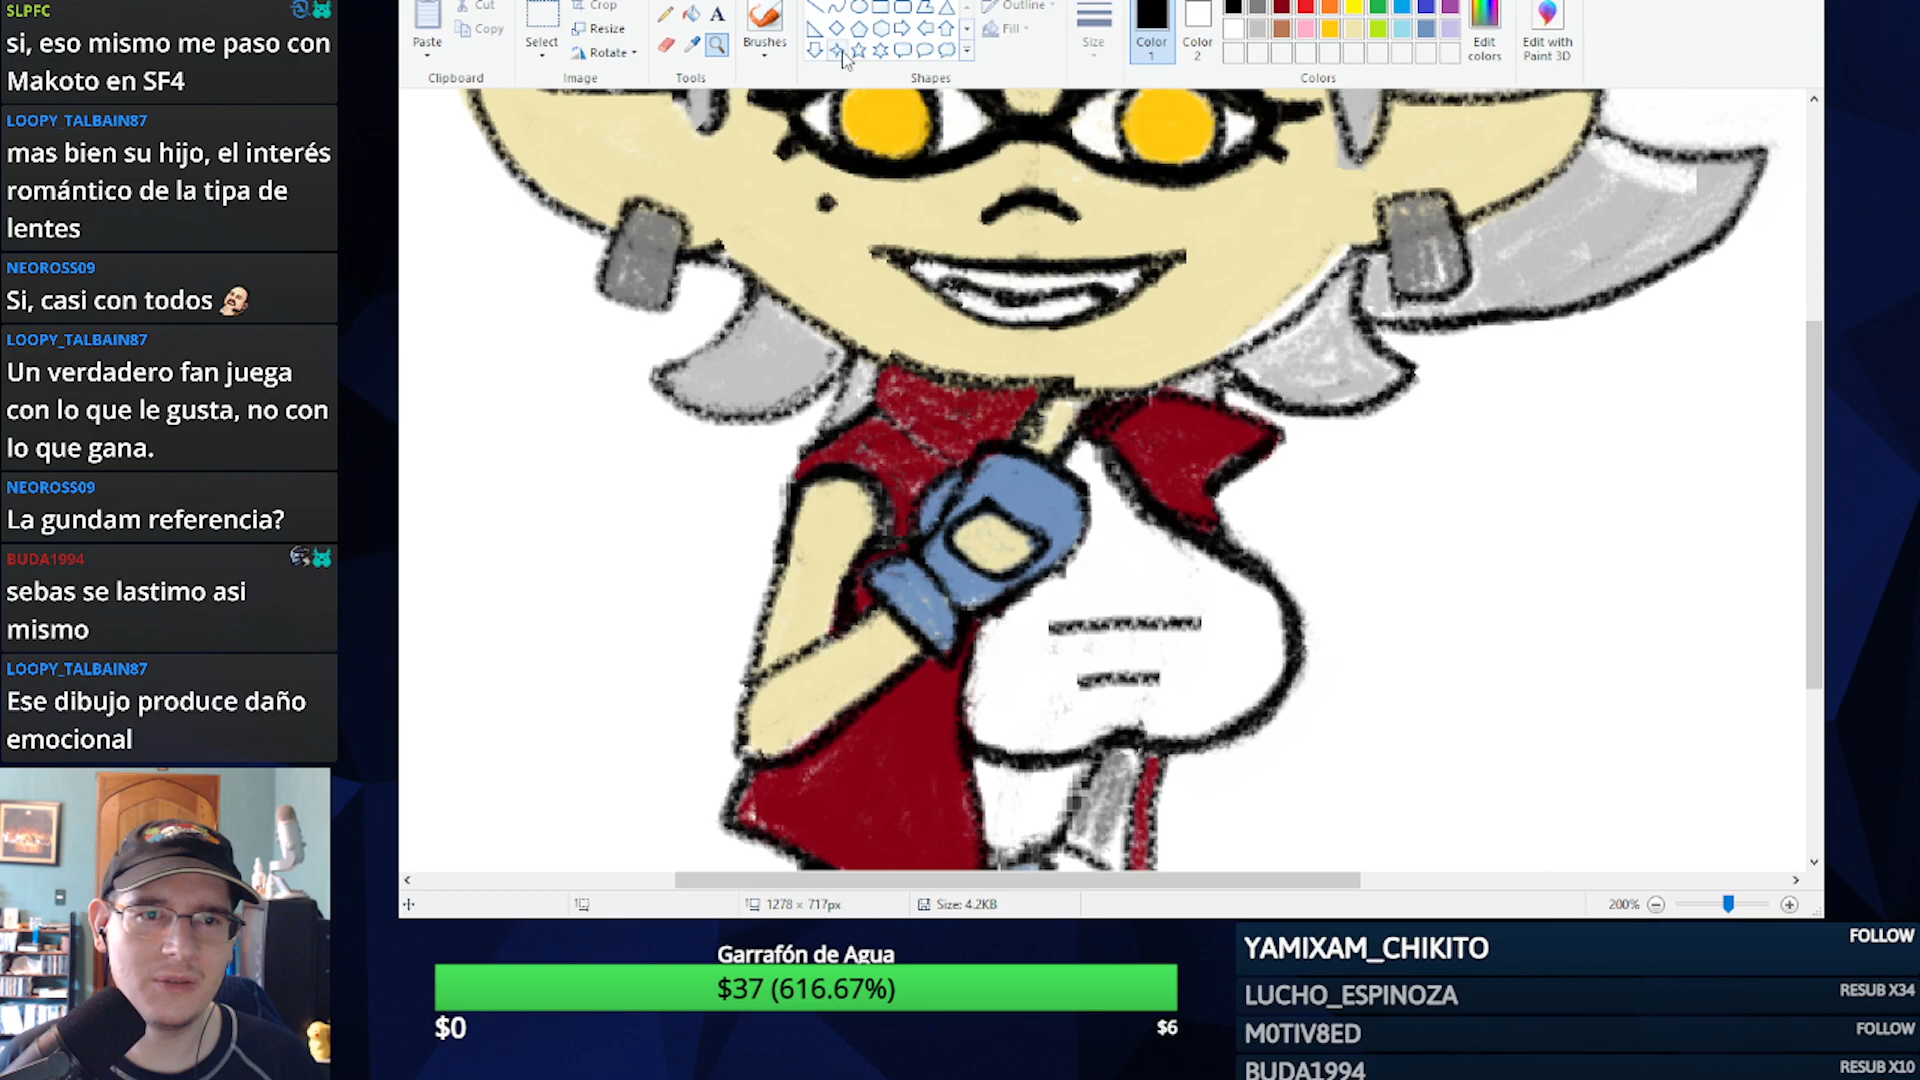 SLPFC
si, eso mismo me paso con
Makoto en SF4
LOOPY_TALBAIN87
mas bien su hijo, el interés
romántico de la tipa de
lentes
NEOROSS09
Si, casi con todos
LOOPY_TALBAIN87
Un verdadero fan juega
con lo que le gusta, no con
lo que gana.
NEOROSS09
La gundam referencia?
BUDA1994
sebas se lastimo asi
mismo
LOOPY_TALBAIN87
Ese dibujo produce daño
emocional
Paste
Cut
Copy
Clipboard
Select
Crop
Resize
Rotate
Image
A
Tools
Brushes
Outline
Fill
Shapes
Size
Color
1
Color
2
Edit
colors
Edit with
Paint 3D
Colors
1278 × 717px
Size: 4.2KB
200%
Garrafón de Agua
$37 (616.67%)
$0
$6
YAMIXAM_CHIKITO
FOLLOW
LUCHO_ESPINOZA
RESUB X34
M0TIV8ED
FOLLOW
BUDA1994
RESUB X10